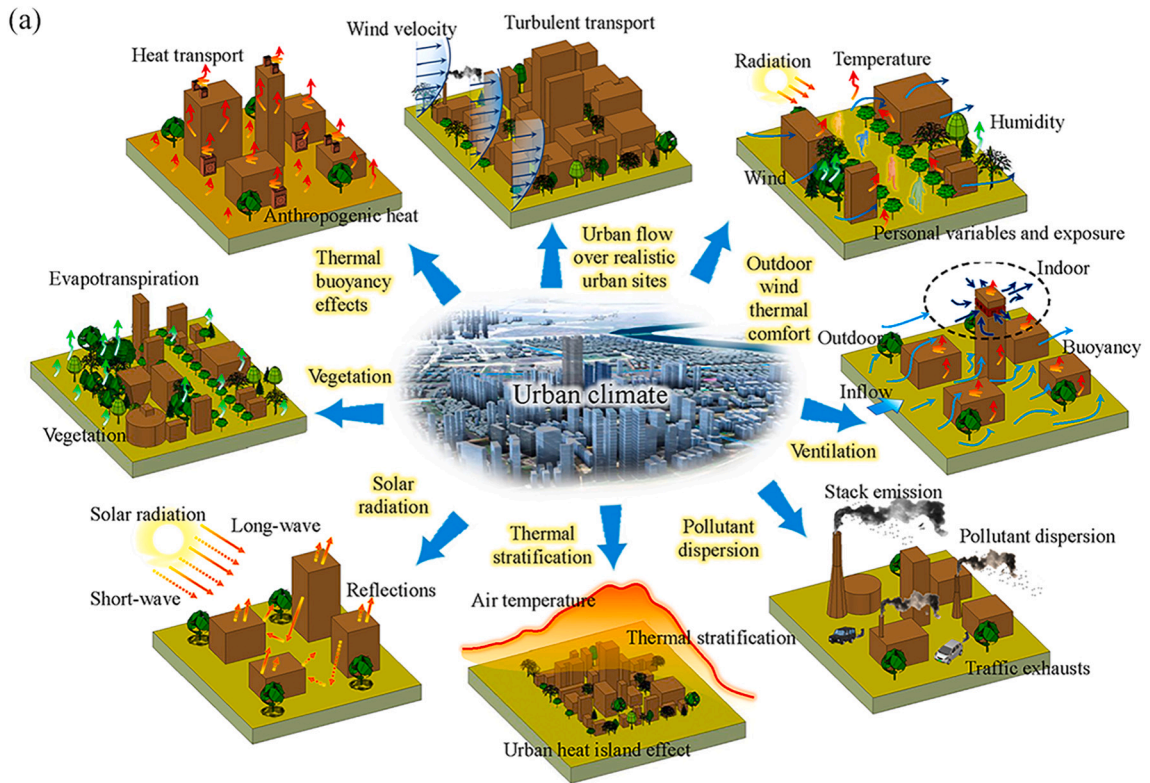 (a)
Wind velocity
Turbulent transport
Heat transport
Radiation
Temperature
Humidity
Wind
Anthropogenic heat
Personal variables and exposure
Thermal
buoyancy
effects
Urban flow
over realistic
urban sites
Outdoor
wind
thermal
comfort
Evapotranspiration
Vegetation
Vegetation
Indoor
Outdoor
Buoyancy
Inflow
Urban climate
Ventilation
Solar
radiation
Thermal
stratification
Pollutant
dispersion
Solar radiation
Long-wave
Short-wave
Reflections
Air temperature
Thermal stratification
Urban heat island effect
Stack emission
Pollutant dispersion
Traffic exhausts